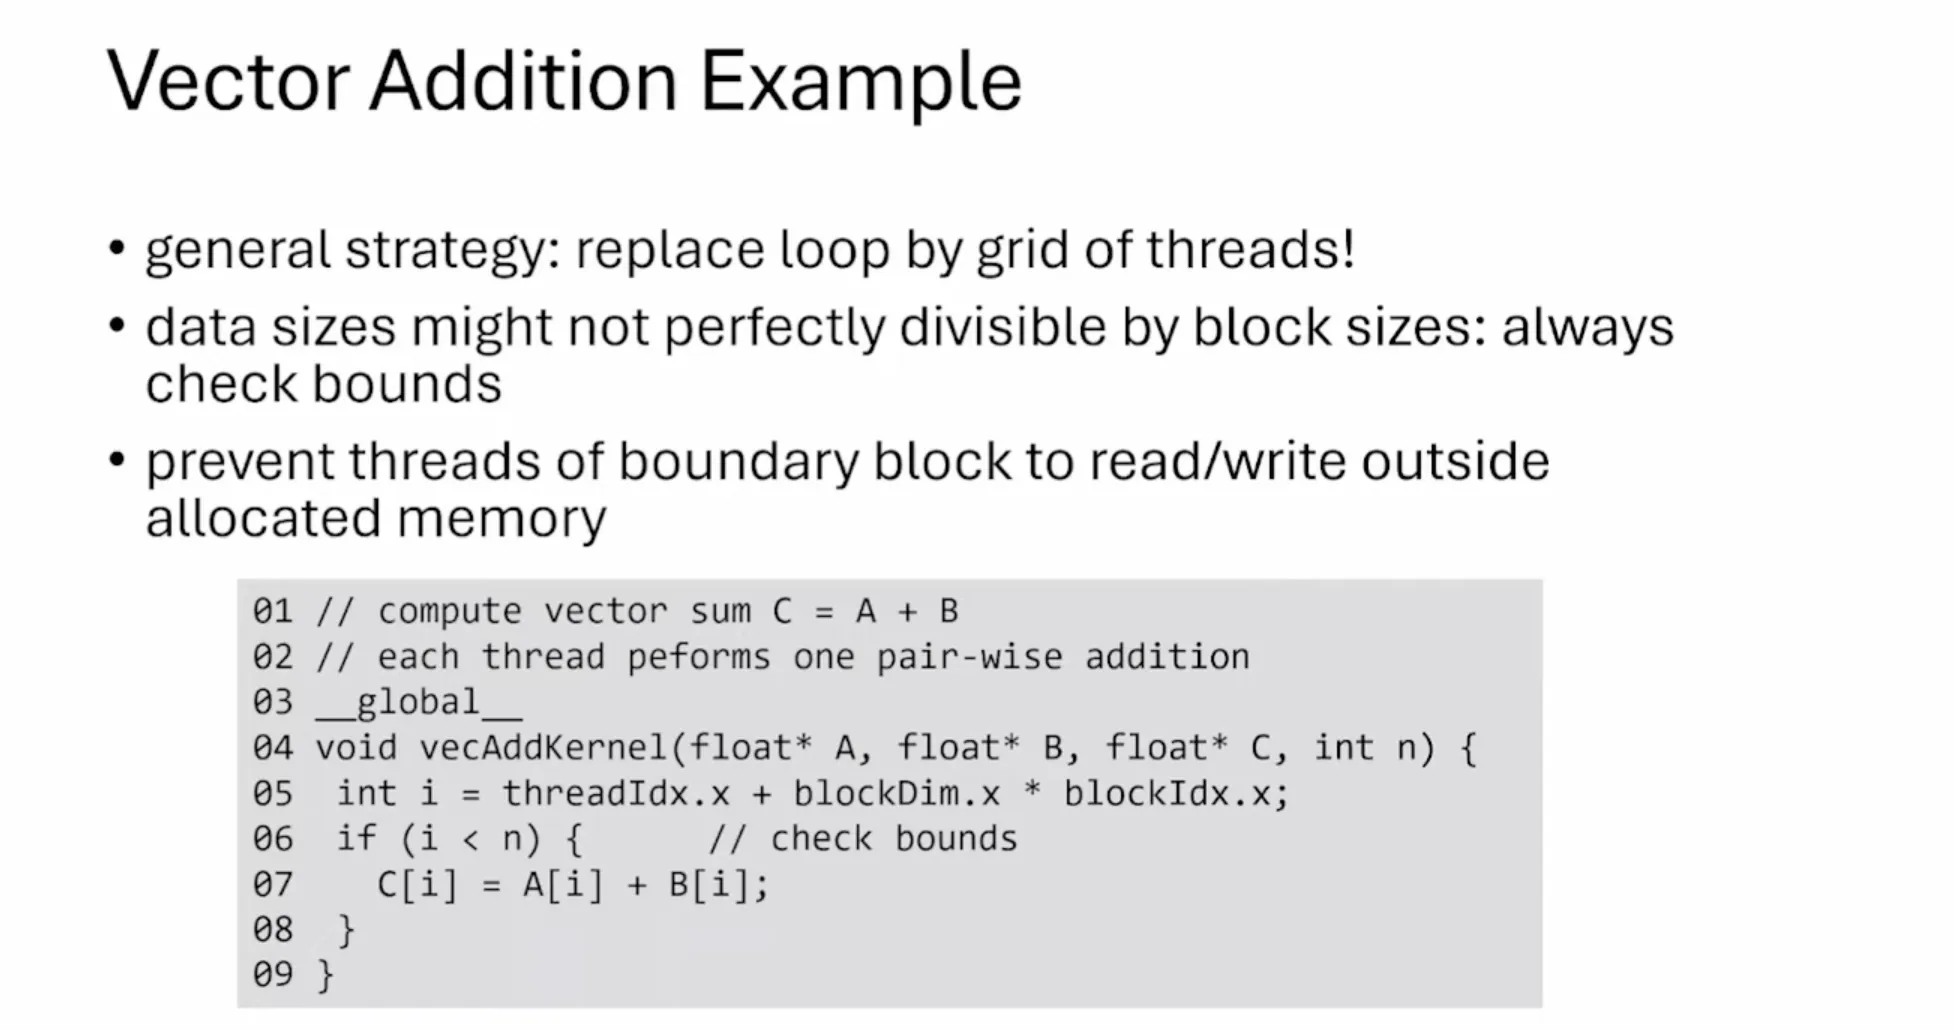 Vector Addition Example
• general strategy: replace loop by grid of threads!
• data sizes might not perfectly divisible by block sizes: always
check bounds
• prevent threads of boundary block to read/write outside
allocated memory
01 // compute vector sum C = A + B
02 // each thread peforms one pair-wise addition
03 __global__
04 void vecAddKernel(float* A, float* B, float* C, int n) {
05  int i = threadIdx.x + blockDim.x * blockIdx.x;
06  if (i < n) {      // check bounds
07    C[i] = A[i] + B[i];
08  }
09 }